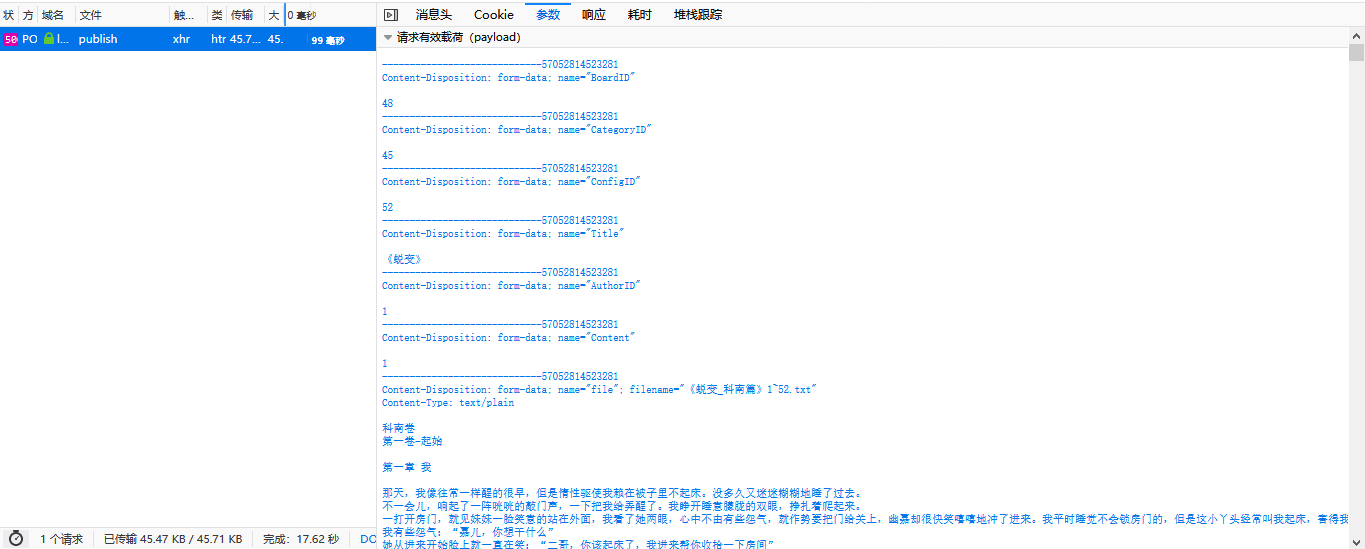 状 方 域名 文件 触... 类 传输 大 0 毫秒
50 PO l... publish xhr htr 45.7... 45. 99 毫秒
消息头 Cookie 参数 响应 耗时 堆栈跟踪
请求有效载荷（payload）
-----------------------------57052814523281
Content-Disposition: form-data; name="BoardID"
48
-----------------------------57052814523281
Content-Disposition: form-data; name="CategoryID"
45
-----------------------------57052814523281
Content-Disposition: form-data; name="ConfigID"
52
-----------------------------57052814523281
Content-Disposition: form-data; name="Title"
《蜕变》
-----------------------------57052814523281
Content-Disposition: form-data; name="AuthorID"
1
-----------------------------57052814523281
Content-Disposition: form-data; name="Content"
1
-----------------------------57052814523281
Content-Disposition: form-data; name="file"; filename="《蜕变_科南篇》1~52.txt"
Content-Type: text/plain
科南卷
第一卷-起始
第一章 我
那天，我像往常一样醒的很早，但是惰性驱使我赖在被子里不起床。没多久又迷迷糊糊地睡了过去。
不一会儿，响起了一阵咣咣的敲门声，一下把我给弄醒了。我睁开睡意朦胧的双眼，挣扎着爬起来。
一打开房门，就见妹妹一脸笑意的站在外面，我看了她两眼，心中不由有些怨气，就作势要把门给关上，幽嘉却很快笑嘻嘻地冲了进来。我平时睡觉不会锁房门的，但是这小丫头经常叫我起床，害得我
我有些怨气：“嘉儿，你想干什么”
她从进来开始脸上就一直在笑：“二哥，你该起床了，我进来帮你收拾一下房间”
1 个请求 已传输 45.47 KB / 45.71 KB 完成：17.62 秒 DO